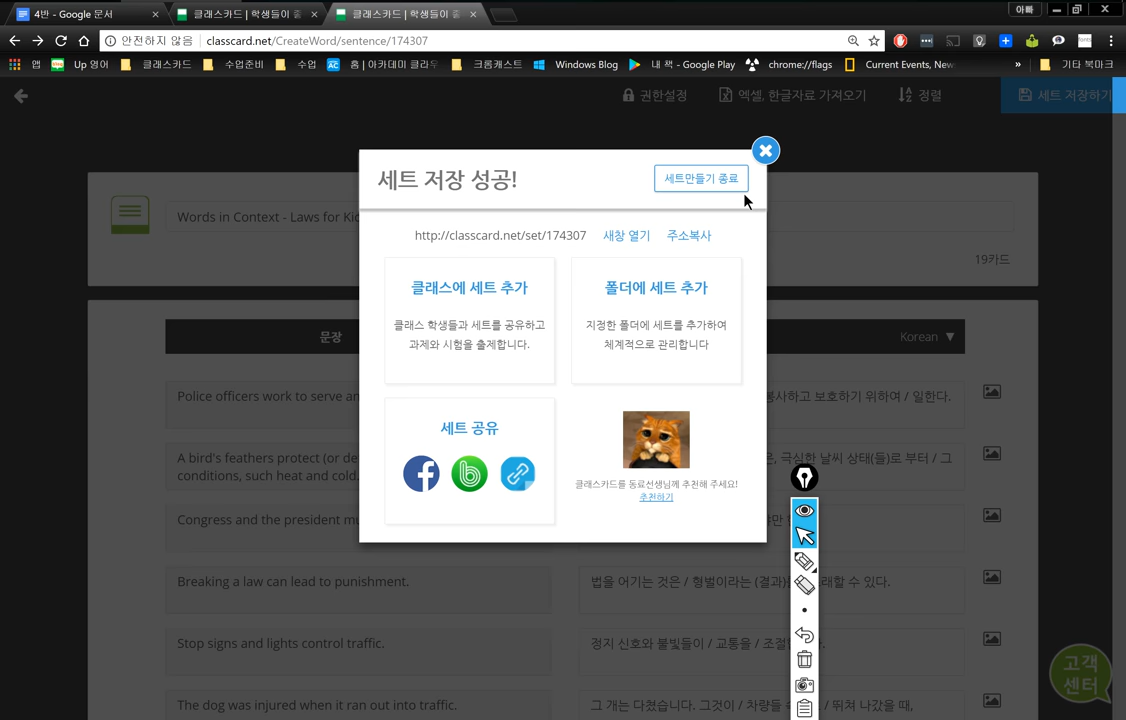 4반 - Google 문서
클래스카드 | 학생들이 좋
클래스카드 | 학생들이 좋
아빠
안전하지 않음
classcard.net/CreateWord/sentence/174307
앱
Up 영어
클래스카드
수업준비
수업
홈 | 아카데미 클라우
크롬캐스트
Windows Blog
내 책 - Google Play
chrome://flags
Current Events, New
»
기타 북마크
권한설정
엑셀, 한글자료 가져오기
정렬
세트 저장하기
세트 저장 성공!
세트만들기 종료
Words in Context - Laws for Kid
http://classcard.net/set/174307
새창 열기
주소복사
19카드
클래스에 세트 추가
클래스 학생들과 세트를 공유하고
과제와 시험을 출제합니다.
폴더에 세트 추가
지정한 폴더에 세트를 추가하여
체계적으로 관리합니다
문장
Korean ▼
Police officers work to serve an
봉사하고 보호하기 위하여 / 일한다.
세트 공유
클래스카드를 동료선생님께 추천해 주세요!
추천하기
A bird's feathers protect (or de
conditions, such heat and cold.
은, 극심한 날씨 상태(들)로 부터 / 그
Congress and the president mu
Breaking a law can lead to punishment.
법을 어기는 것은 / 형벌이라는 (결과)
래할 수 있다.
Stop signs and lights control traffic.
정지 신호와 불빛들이 / 교통을 / 조절
The dog was injured when it ran out into traffic.
그 개는 다쳤습니다. 그것이 / 차량들
/ 뛰쳐 나갔을 때,
고객
센터